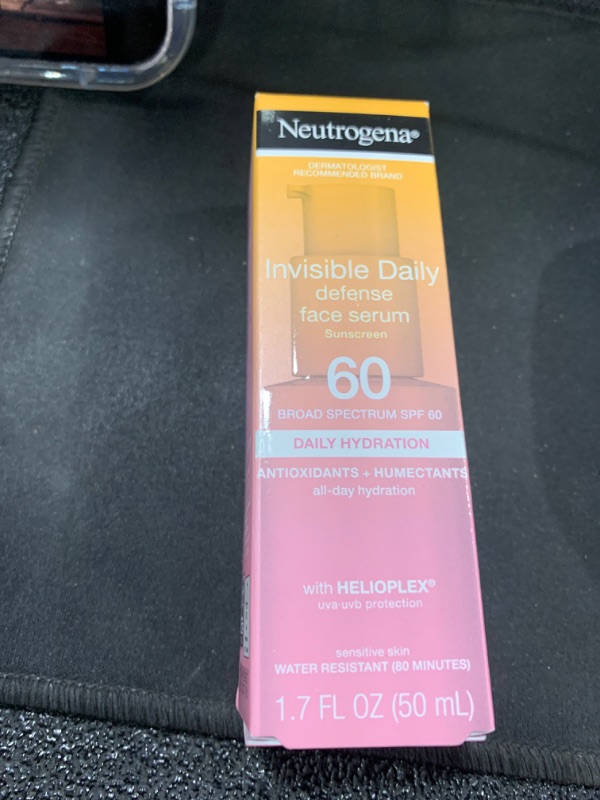 Neutrogena®
DERMATOLOGIST
RECOMMENDED BRAND
Invisible Daily
defense
face serum
Sunscreen
60
BROAD SPECTRUM SPF 60
DAILY HYDRATION
ANTIOXIDANTS + HUMECTANTS
all-day hydration
with HELIOPLEX®
uva·uvb protection
sensitive skin
WATER RESISTANT (80 MINUTES)
1.7 FL OZ (50 mL)